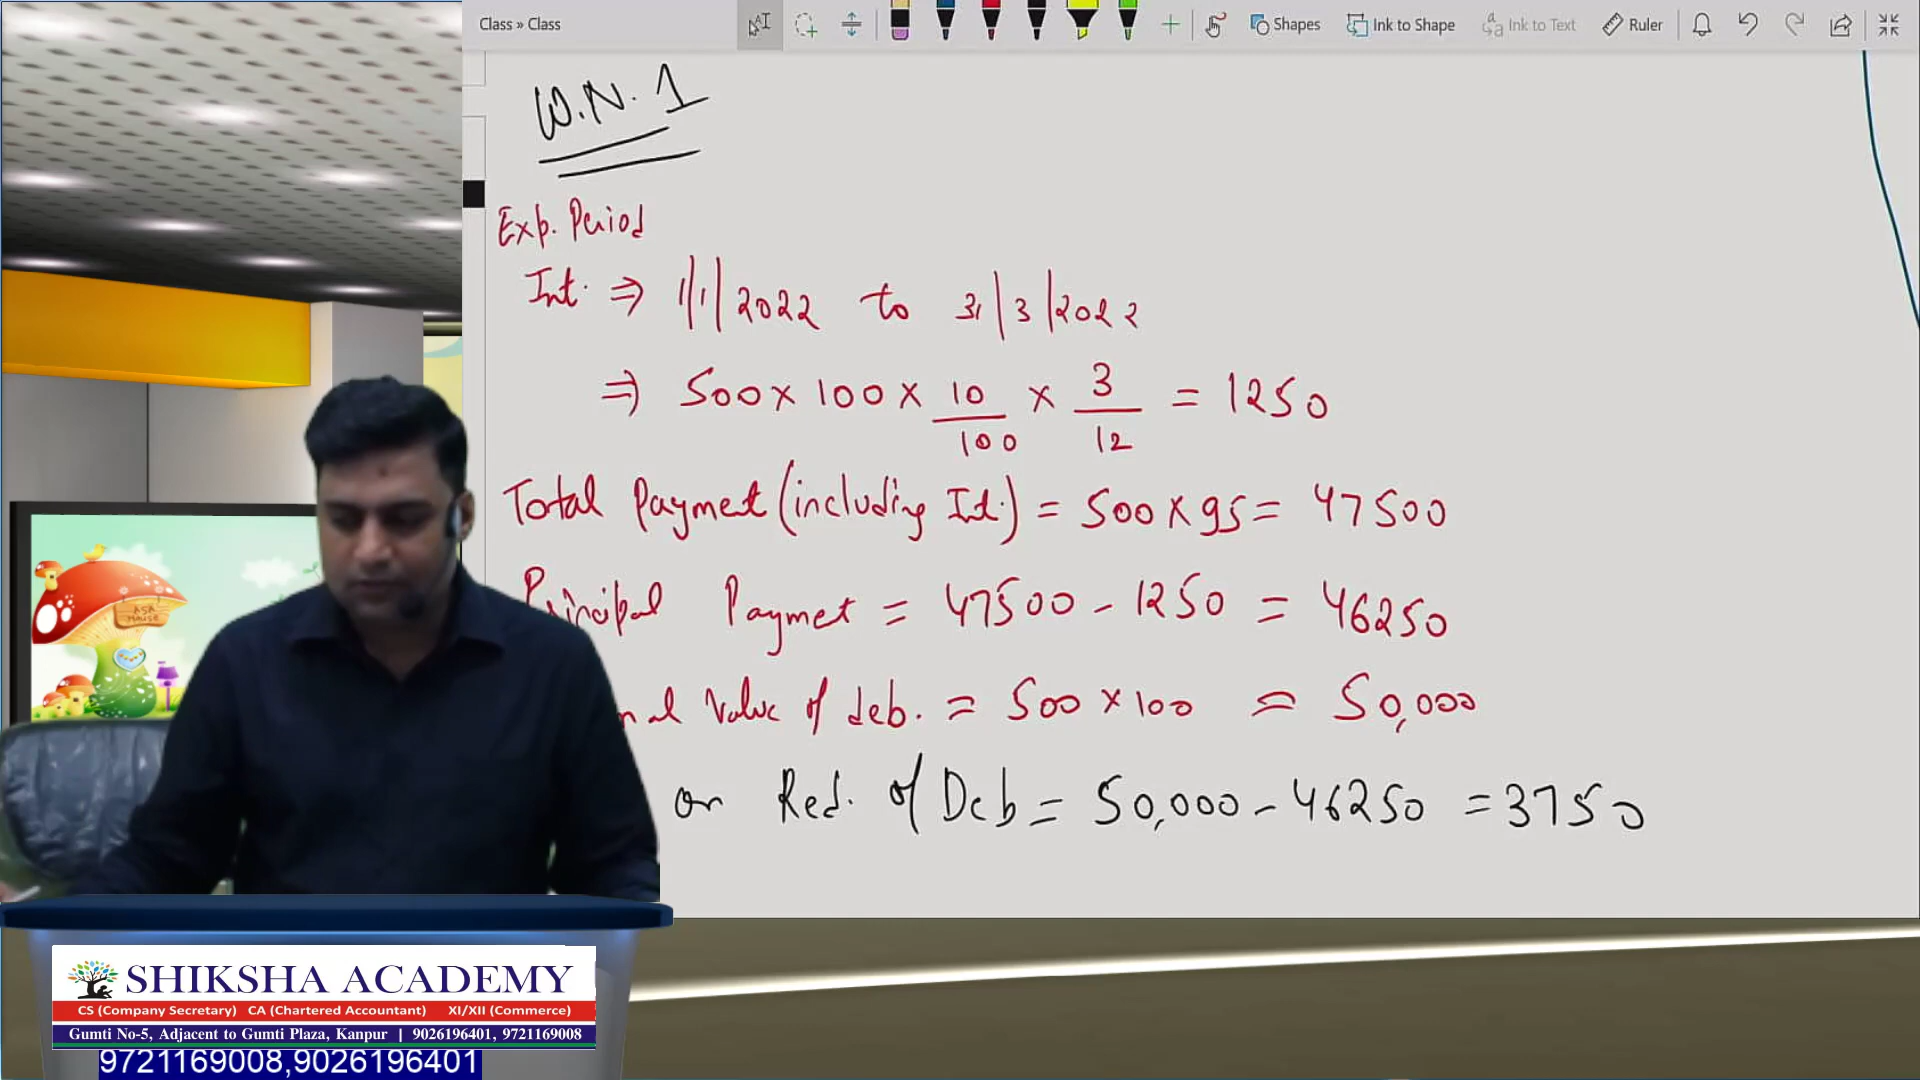 Class » Class
Shapes
Ink to Shape
Ink to Text
Ruler
W.N. 1
Exp. Period
Int. ⇒ 1/1/2022 to 31/3/2022
⇒ 500 × 100 × 10/100 × 3/12 = 1250
Total Paymet (including Int.) = 500 × 95 = 47500
Principal Paymet = 47500 - 1250 = 46250
Value of deb. = 500 × 100 = 50,000
on Red. of Deb = 50,000 - 46250 = 3750
ASA HAUSE
SHIKSHA ACADEMY
CS (Company Secretary) CA (Chartered Accountant) XI/XII (Commerce)
Gumti No-5, Adjacent to Gumti Plaza, Kanpur | 9026196401, 9721169008
9721169008,9026196401